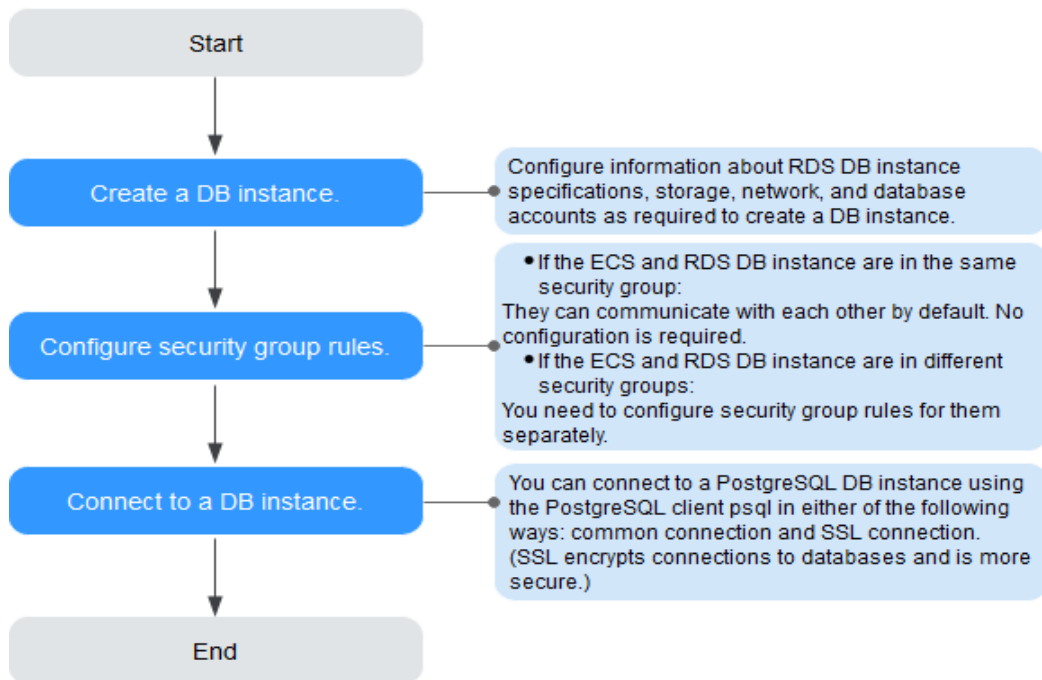 Start
Create a DB instance.
Configure information about RDS DB instance
specifications, storage, network, and database
accounts as required to create a DB instance.
Configure security group rules.
• If the ECS and RDS DB instance are in the same
security group:
They can communicate with each other by default. No
configuration is required.
• If the ECS and RDS DB instance are in different
security groups:
You need to configure security group rules for them
separately.
Connect to a DB instance.
You can connect to a PostgreSQL DB instance using
the PostgreSQL client psql in either of the following
ways: common connection and SSL connection.
(SSL encrypts connections to databases and is more
secure.)
End